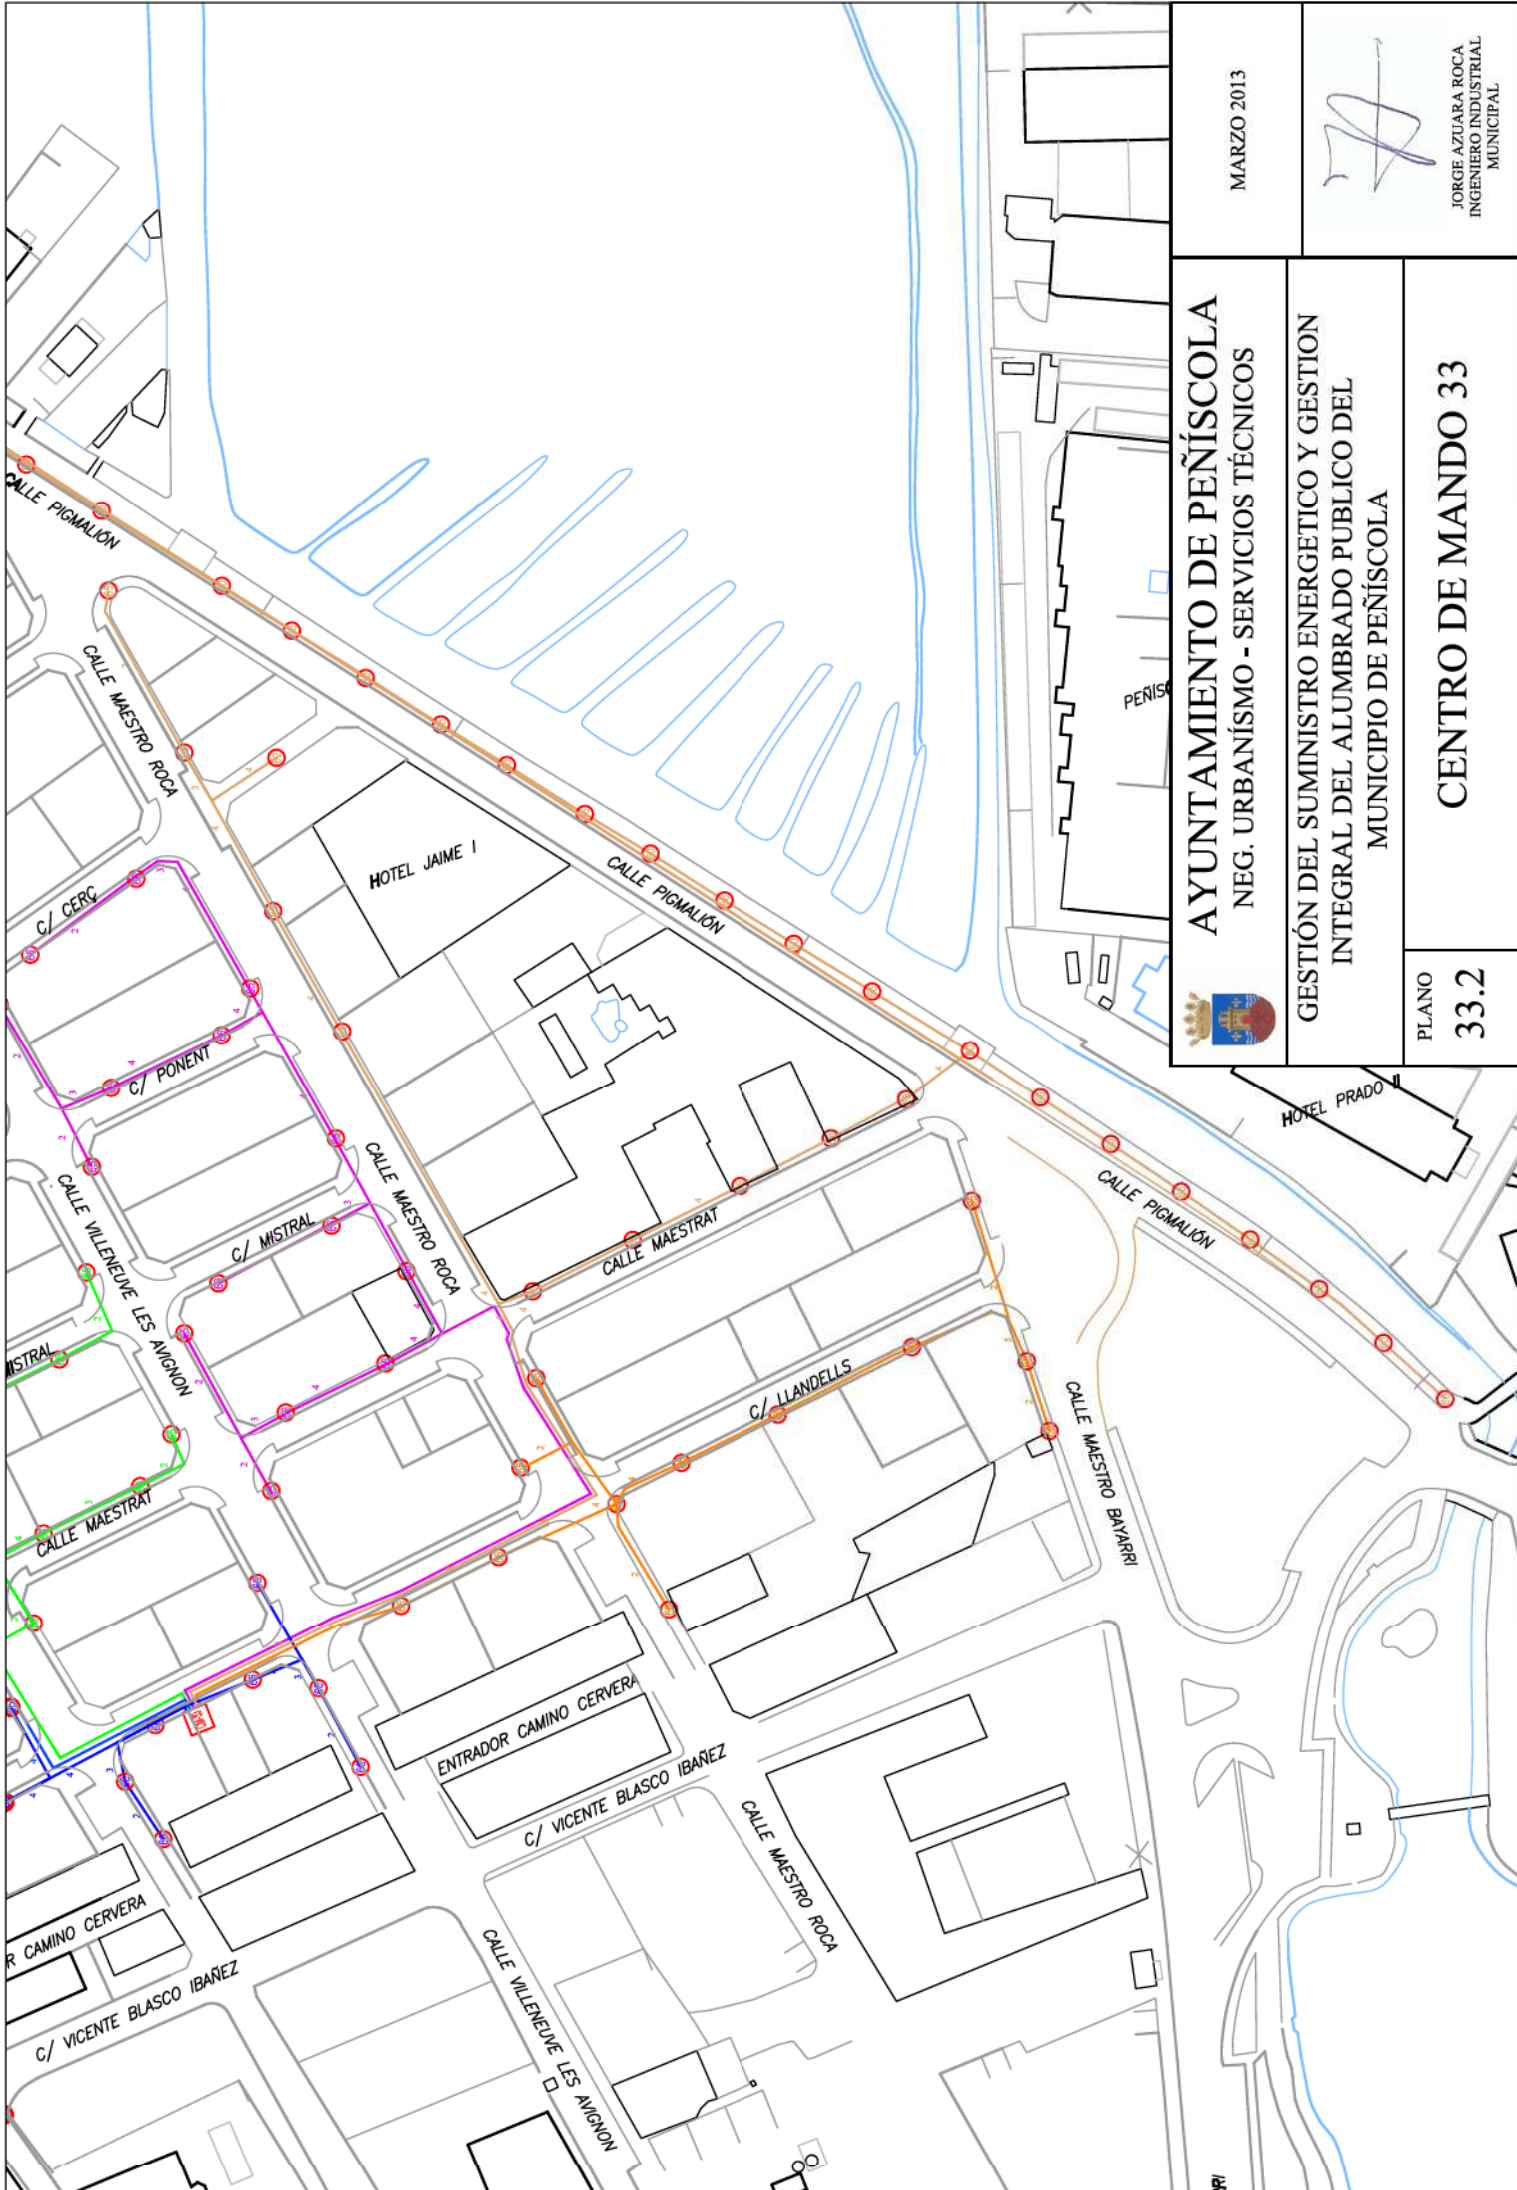 AYUNTAMIENTO DE PEÑÍSCOLA
NEG. URBANÍSMO - SERVICIOS TÉCNICOS
GESTIÓN DEL SUMINISTRO ENERGETICO Y GESTION
INTEGRAL DEL ALUMBRADO PUBLICO DEL
MUNICIPIO DE PEÑÍSCOLA
PLANO
33.2
CENTRO DE MANDO 33
MARZO 2013
JORGE AZUARA ROCA
INGENIERO INDUSTRIAL
MUNICIPAL
CALLE PIGMALIÓN
CALLE MAESTRO ROCA
HOTEL JAIME I
C/ CERÇ
C/ PONENT
CALLE PIGMALIÓN
CALLE VILLENEUVE LES AVIGNON
C/ MISTRAL
CALLE MAESTRO ROCA
CALLE MAESTRAT
CALLE PIGMALIÓN
HOTEL PRADO II
PEÑÍSC
MISTRAL
CALLE MAESTRAT
C/ LLANDELLS
CALLE MAESTRO BAYARRI
ENTRADOR CAMINO CERVERA
C/ VICENTE BLASCO IBAÑEZ
CALLE MAESTRO ROCA
R CAMINO CERVERA
C/ VICENTE BLASCO IBAÑEZ
CALLE VILLENEUVE LES AVIGNON
RI